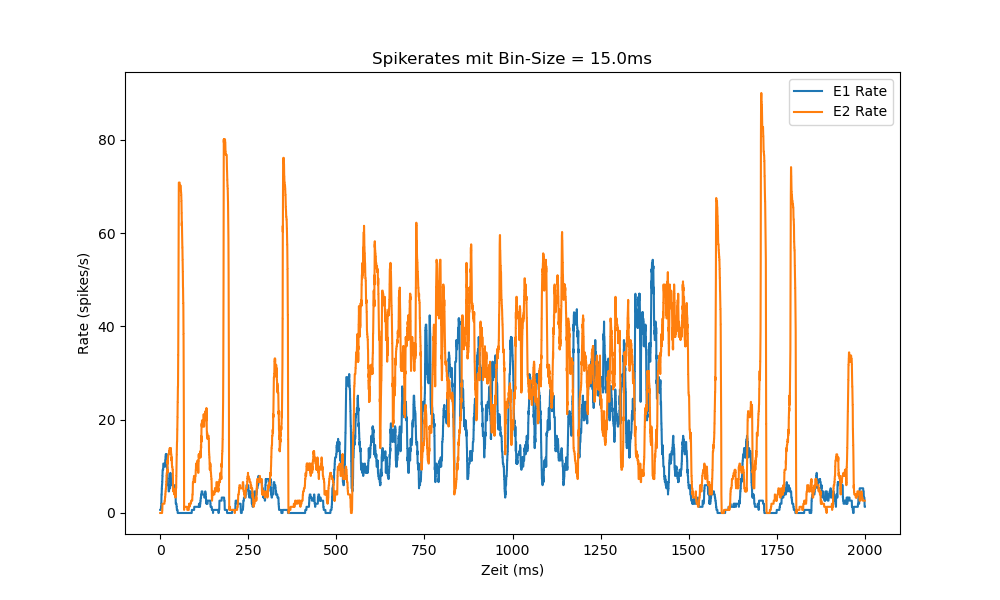 Spikerates mit Bin-Size = 15.0ms
E1 Rate
E2 Rate
Rate (spikes/s)
80
60
40
20
0
0 250 500 750 1000 1250 1500 1750 2000
Zeit (ms)